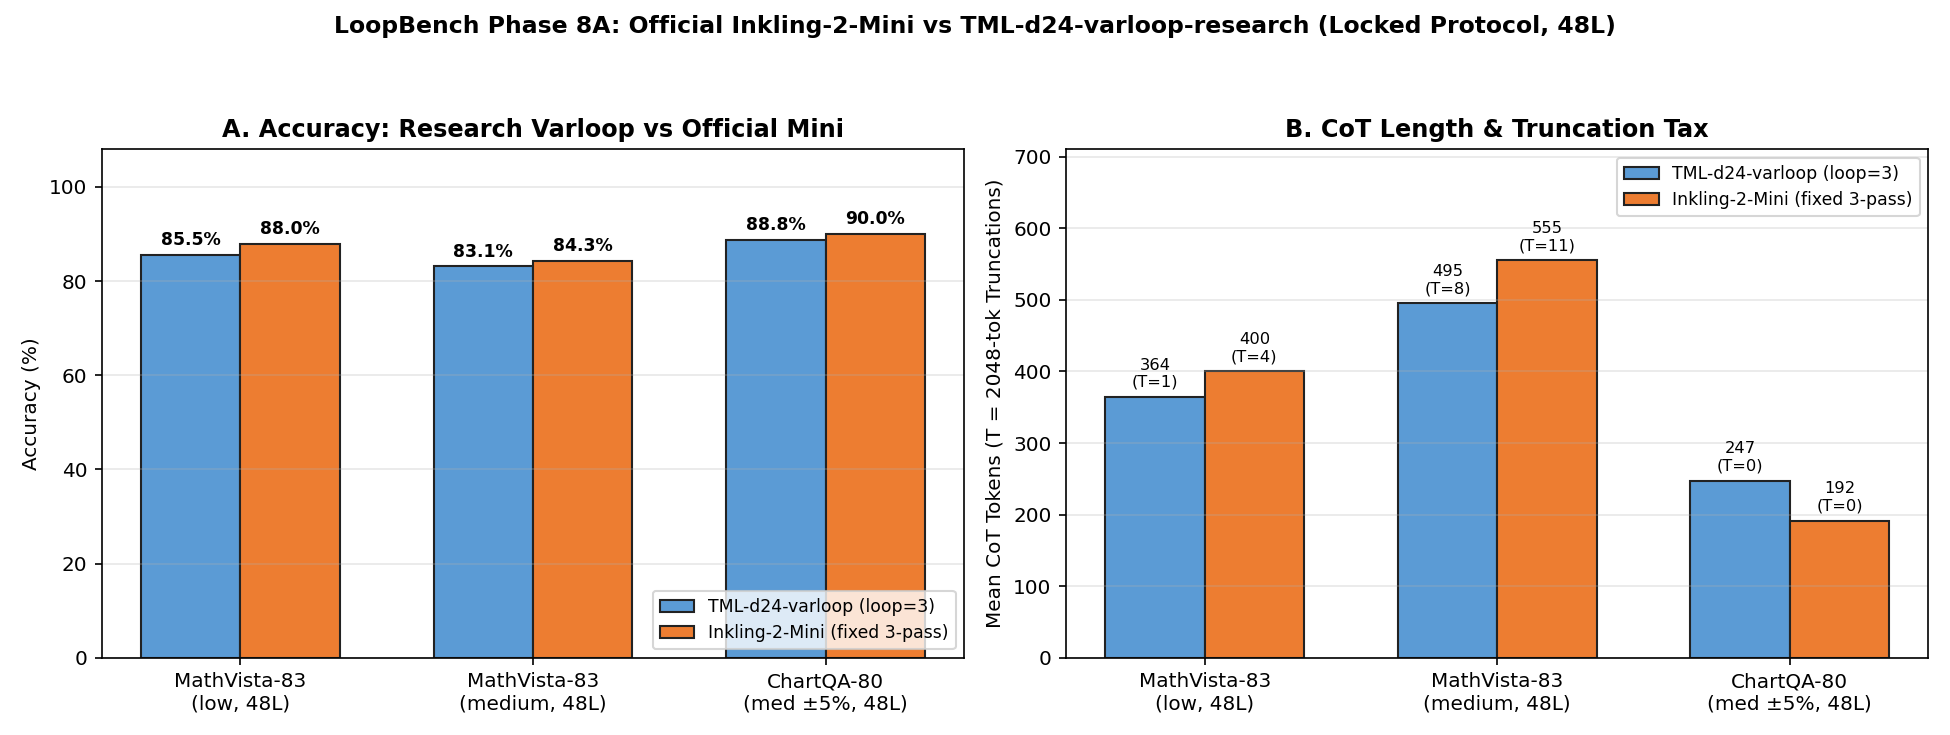 LoopBench Phase 8A: Official Inkling-2-Mini vs TML-d24-varloop-research (Locked Protocol, 48L)
A. Accuracy: Research Varloop vs Official Mini
Accuracy (%)
100
80
60
40
20
0
85.5%
88.0%
83.1%
84.3%
88.8%
90.0%
TML-d24-varloop (loop=3)
Inkling-2-Mini (fixed 3-pass)
MathVista-83
(low, 48L)
MathVista-83
(medium, 48L)
ChartQA-80
(med ±5%, 48L)
B. CoT Length & Truncation Tax
Mean CoT Tokens (T = 2048-tok Truncations)
700
600
500
400
300
200
100
0
TML-d24-varloop (loop=3)
Inkling-2-Mini (fixed 3-pass)
364
(T=1)
400
(T=4)
495
(T=8)
555
(T=11)
247
(T=0)
192
(T=0)
MathVista-83
(low, 48L)
MathVista-83
(medium, 48L)
ChartQA-80
(med ±5%, 48L)